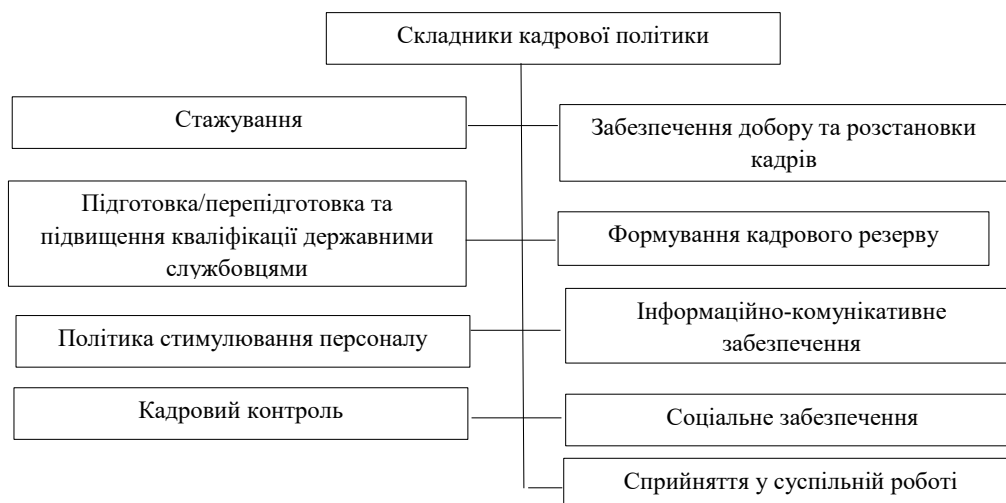 Складники кадрової політики
Стажування
Забезпечення добору та розстановки
кадрів
Підготовка/перепідготовка та
підвищення кваліфікації державними
службовцями
Формування кадрового резерву
Політика стимулювання персоналу
Інформаційно-комунікативне
забезпечення
Кадровий контроль
Соціальне забезпечення
Сприйняття у суспільній роботі